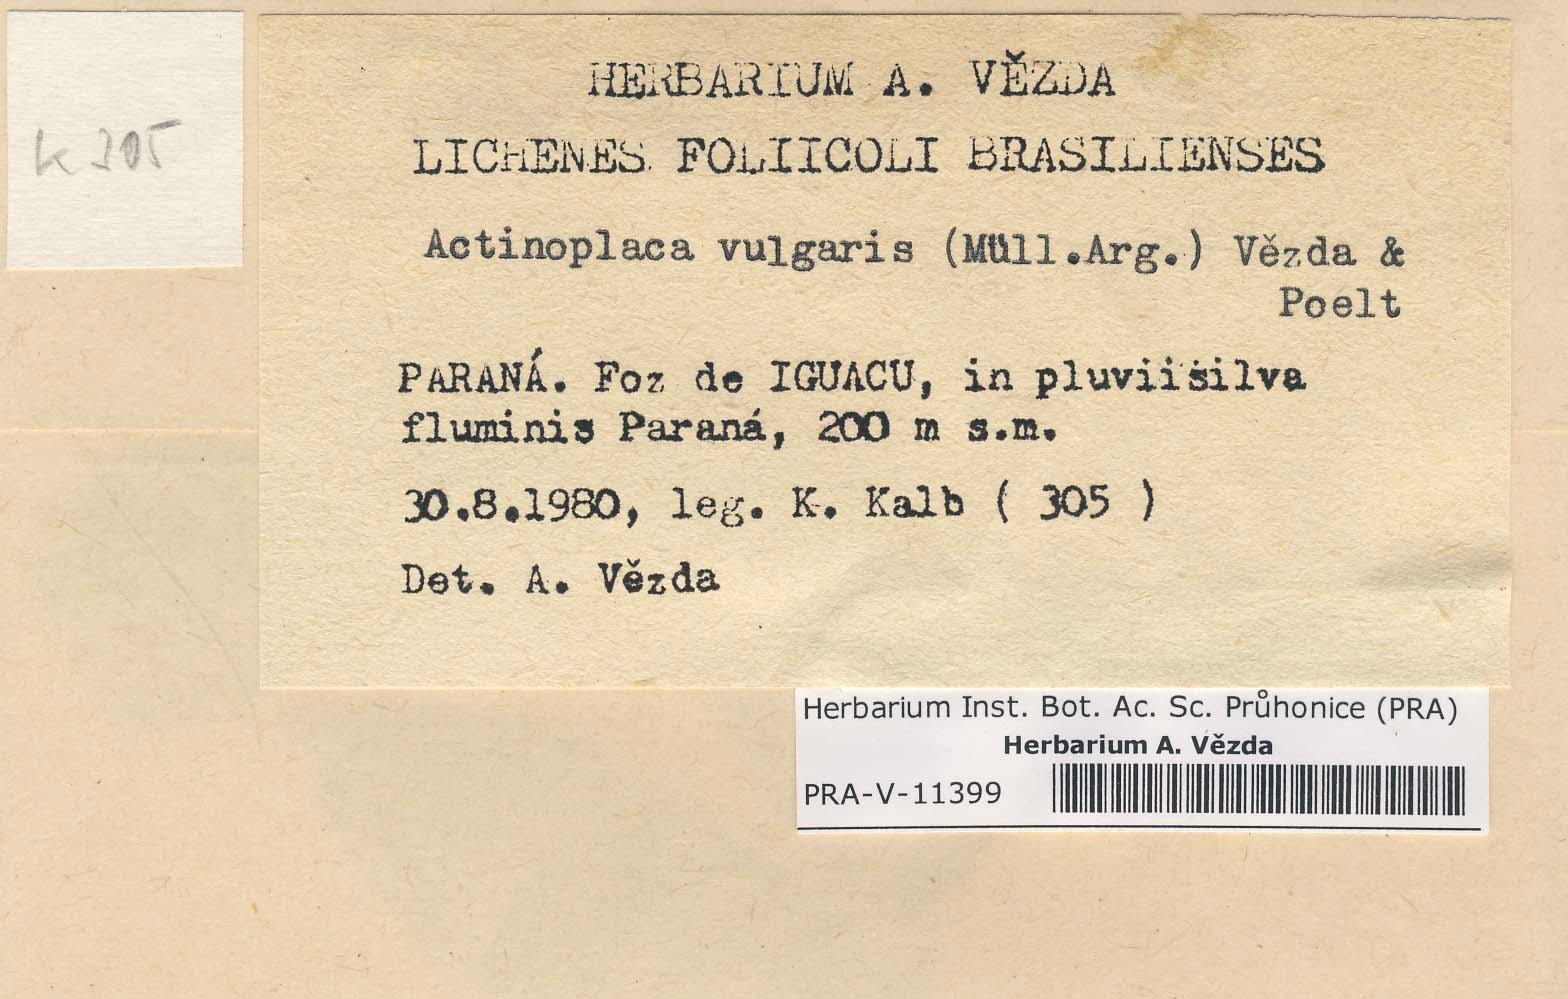 K 305
HERBARIUM A. VĚZDA
LICHENES FOLIICOLI BRASILIENSES
Actinoplaca vulgaris (Müll.Arg.) Vězda &
Poelt
PARANÁ. Foz de IGUACU, in pluviisilva
fluminis Paraná, 200 m s.m.
30.8.1980, leg. K. Kalb ( 305 )
Det. A. Vězda
Herbarium Inst. Bot. Ac. Sc. Průhonice (PRA)
Herbarium A. Vězda
PRA-V-11399